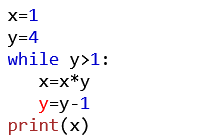 x=1
y=4
while y>1:
   x=x*y
   y=y-1
print(x)